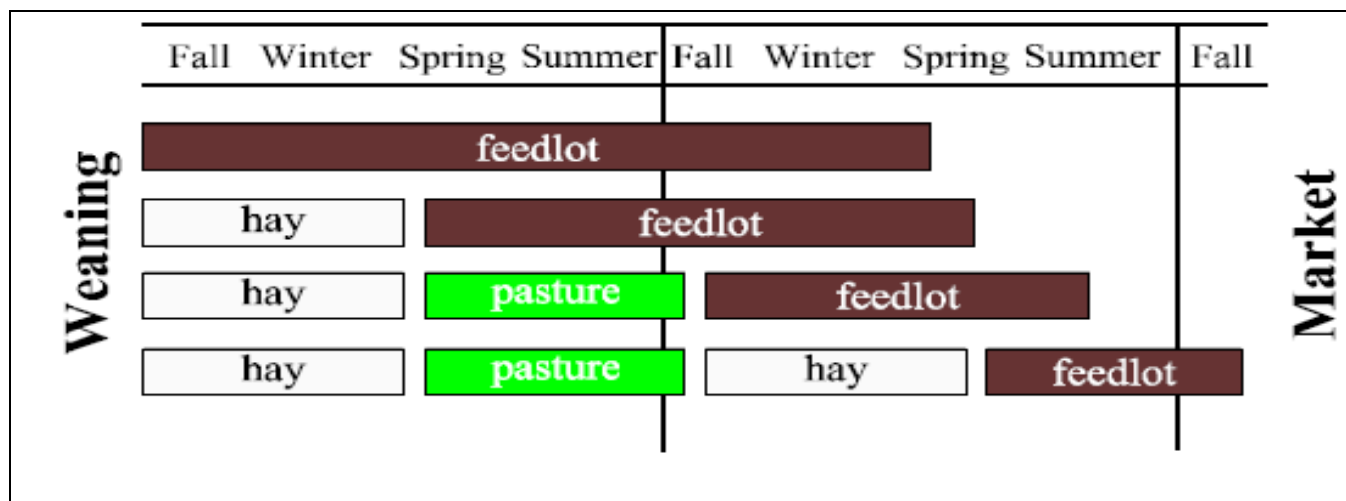 Fall Winter Spring Summer Fall Winter Spring Summer Fall
Weaning
feedlot
hay feedlot
hay pasture feedlot
hay pasture hay feedlot
Market